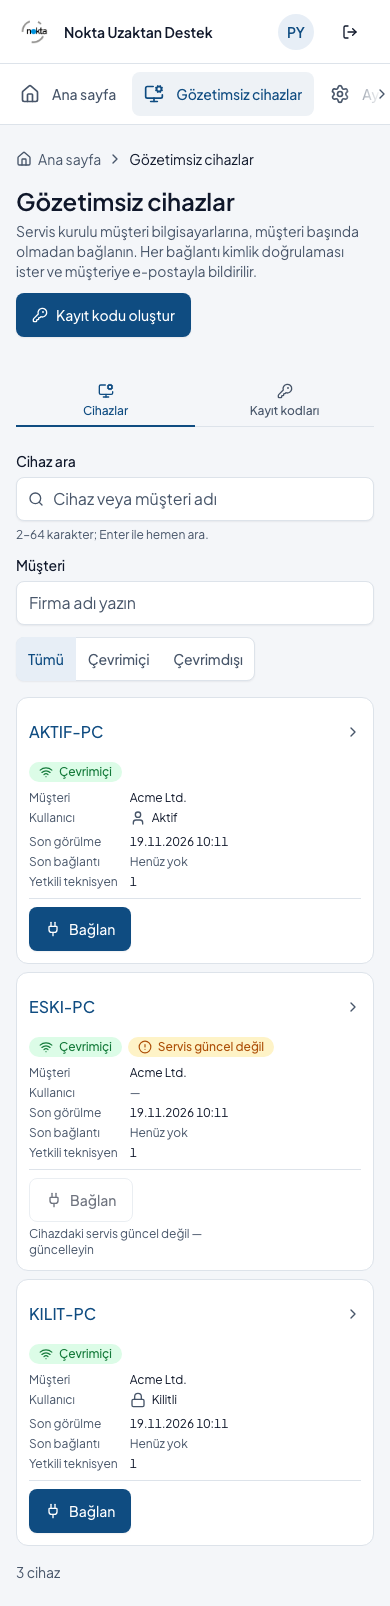 nokta
Nokta Uzaktan Destek
PY
Ana sayfa
Gözetimsiz cihazlar
Ay
Ana sayfa
Gözetimsiz cihazlar
Gözetimsiz cihazlar
Servis kurulu müşteri bilgisayarlarına, müşteri başında
olmadan bağlanın. Her bağlantı kimlik doğrulaması
ister ve müşteriye e-postayla bildirilir.
Kayıt kodu oluştur
Cihazlar
Kayıt kodları
Cihaz ara
Cihaz veya müşteri adı
2–64 karakter; Enter ile hemen ara.
Müşteri
Firma adı yazın
Tümü
Çevrimiçi
Çevrimdışı
AKTIF-PC
Çevrimiçi
Müşteri Acme Ltd.
Kullanıcı Aktif
Son görülme 19.11.2026 10:11
Son bağlantı Henüz yok
Yetkili teknisyen 1
Bağlan
ESKI-PC
Çevrimiçi Servis güncel değil
Müşteri Acme Ltd.
Kullanıcı —
Son görülme 19.11.2026 10:11
Son bağlantı Henüz yok
Yetkili teknisyen 1
Bağlan
Cihazdaki servis güncel değil —
güncelleyin
KILIT-PC
Çevrimiçi
Müşteri Acme Ltd.
Kullanıcı Kilitli
Son görülme 19.11.2026 10:11
Son bağlantı Henüz yok
Yetkili teknisyen 1
Bağlan
3 cihaz